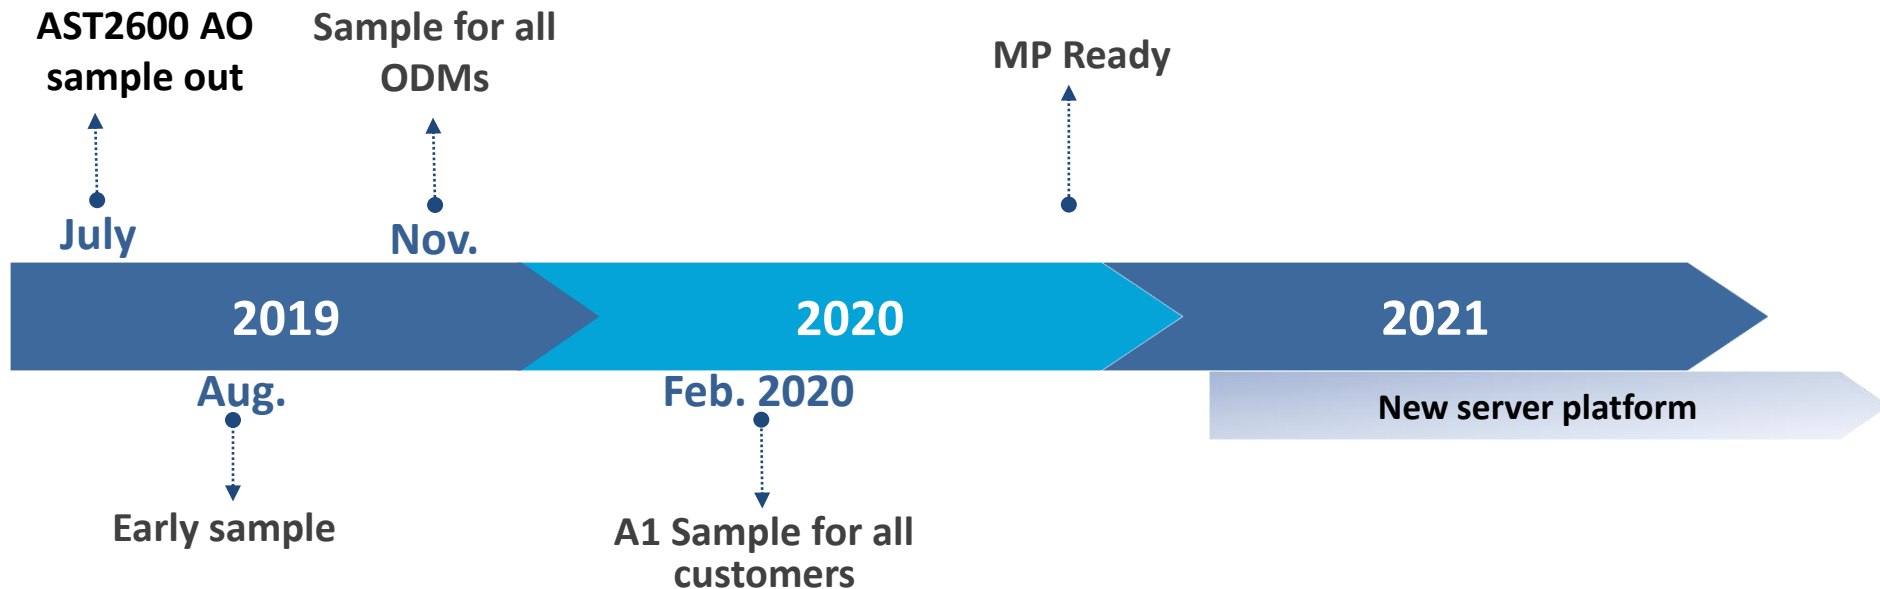 AST2600 AO
sample out
Sample for all
ODMs
MP Ready
July
Nov.
2019
2020
2021
Aug.
Feb. 2020
New server platform
Early sample
A1 Sample for all
customers